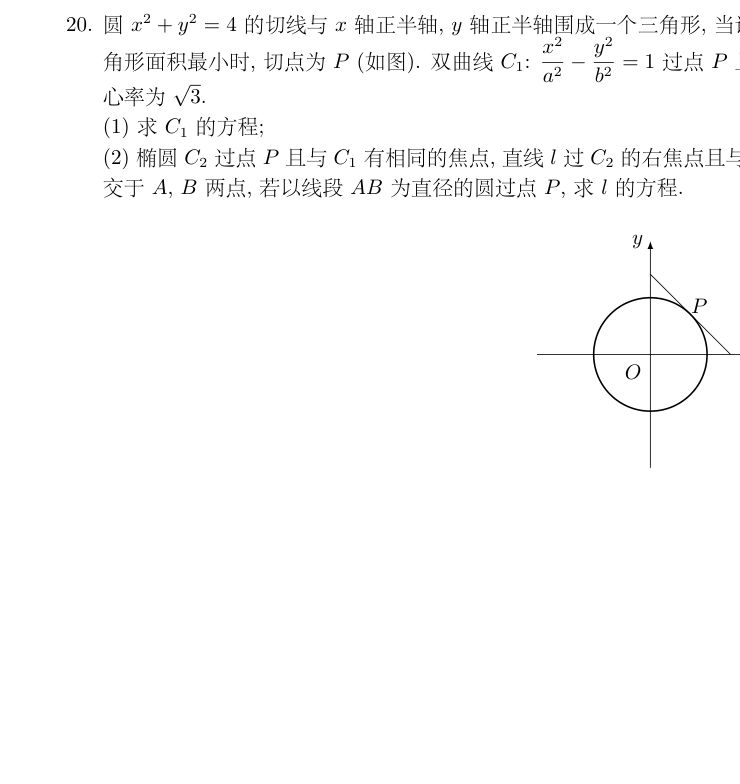 20. 圆 x² + y² = 4 的切线与 x 轴正半轴, y 轴正半轴围成一个三角形, 当
角形面积最小时, 切点为 P (如图). 双曲线 C₁: x²/a² − y²/b² = 1 过点 P
心率为 √3.
(1) 求 C₁ 的方程;
(2) 椭圆 C₂ 过点 P 且与 C₁ 有相同的焦点, 直线 l 过 C₂ 的右焦点且与
交于 A, B 两点, 若以线段 AB 为直径的圆过点 P, 求 l 的方程.
y
P
O